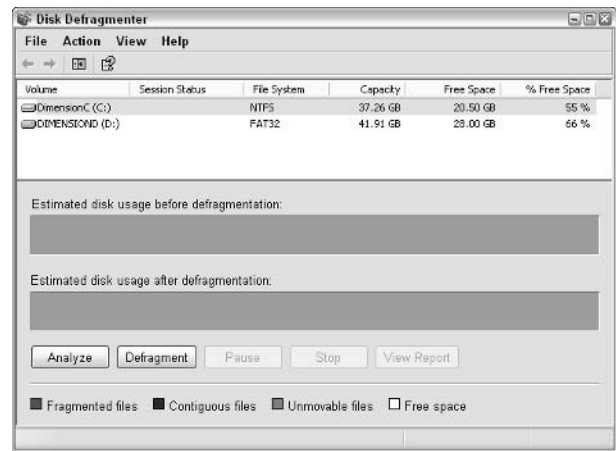 Disk Defragmenter
File Action View Help
Volume Session Status File System Capacity Free Space % Free Space
DimensionC (C:) NTFS 37.26 GB 20.50 GB 55 %
DIMENSIOND (D:) FAT32 41.91 GB 28.00 GB 66 %
Estimated disk usage before defragmentation:
Estimated disk usage after defragmentation:
Analyze Defragment Pause Stop View Report
Fragmented files Contiguous files Unmovable files Free space